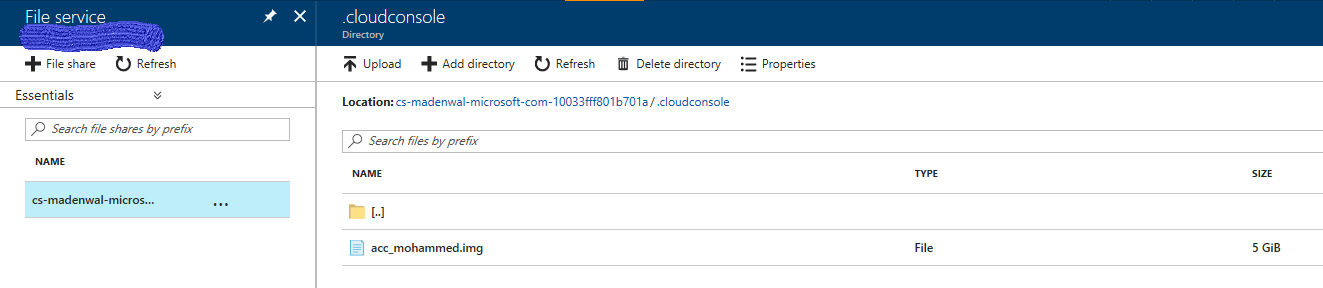 File service
+ File share Refresh
Essentials
Search file shares by prefix
NAME
cs-madenwal-micros... ...
.cloudconsole
Directory
Upload + Add directory Refresh Delete directory Properties
Location: cs-madenwal-microsoft-com-10033fff801b701a/.cloudconsole
Search files by prefix
NAME TYPE SIZE
[..]
acc_mohammed.img File 5 GiB